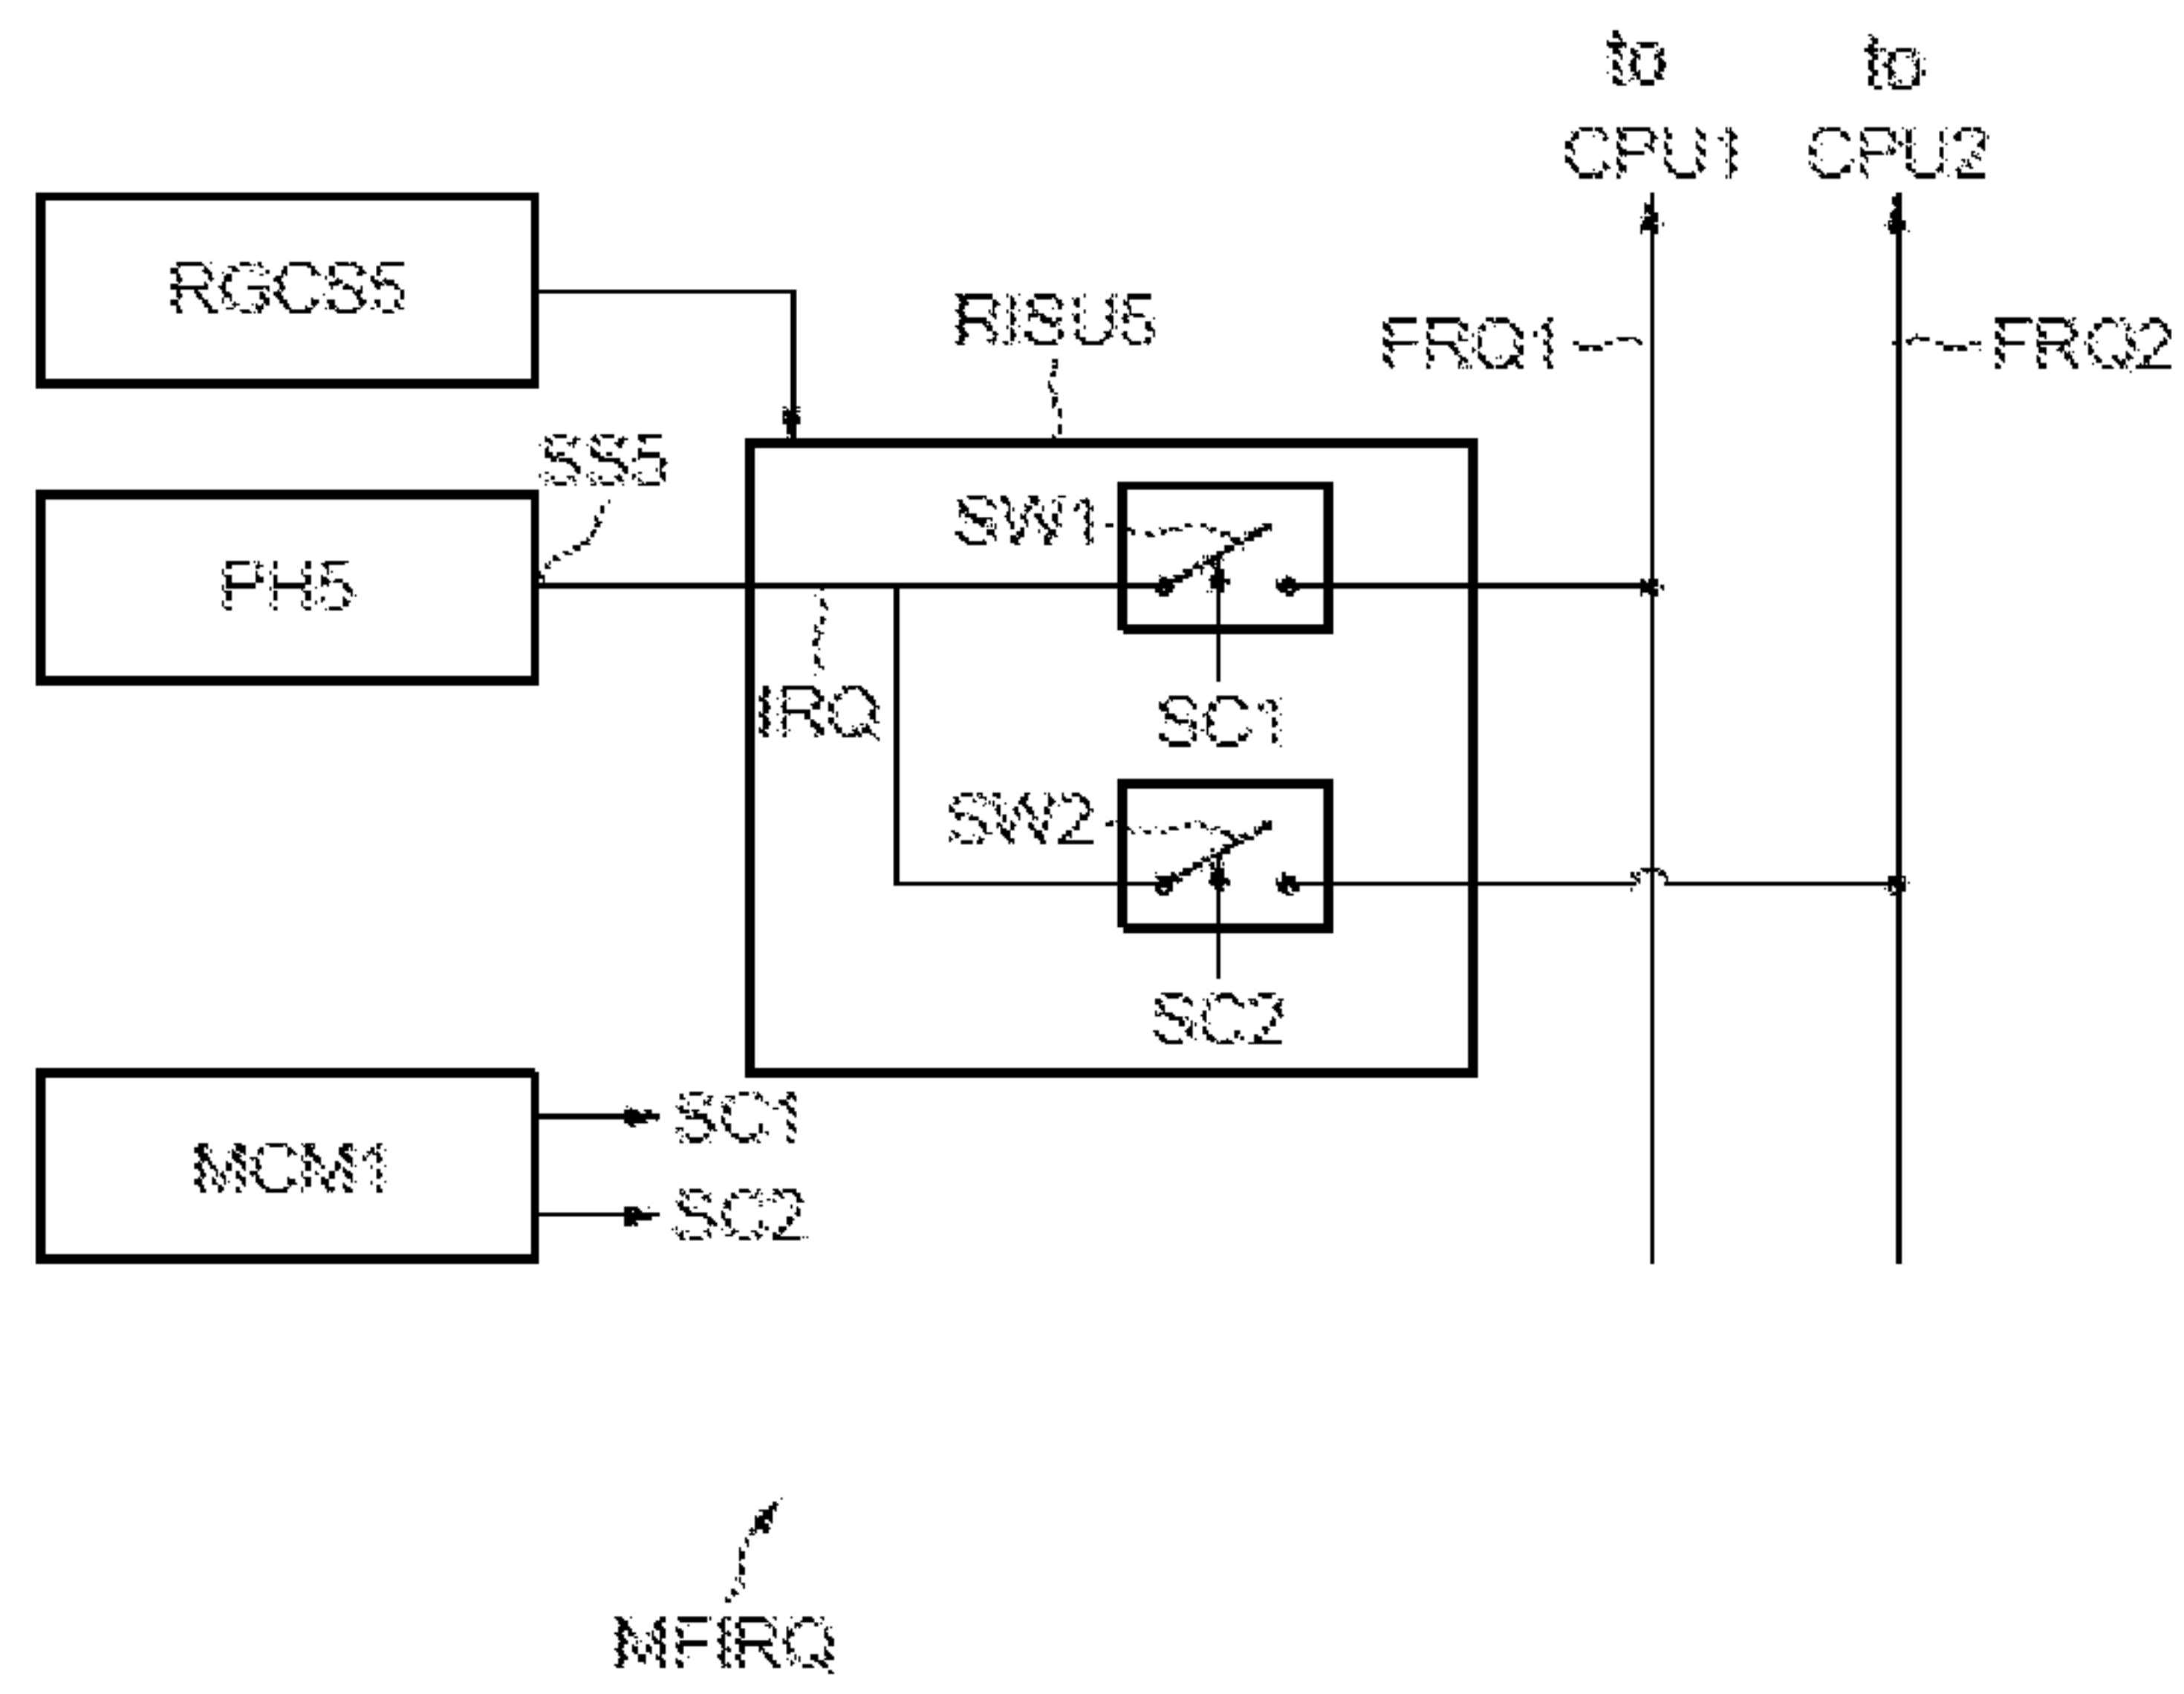 to
CPU1
to
CPU2
RGCS5
RISU5
FRQ1
FRQ2
SS5
PH5
SW1
IRQ
SC1
SW2
SC2
MCM1
SC1
SC2
MFIRQ